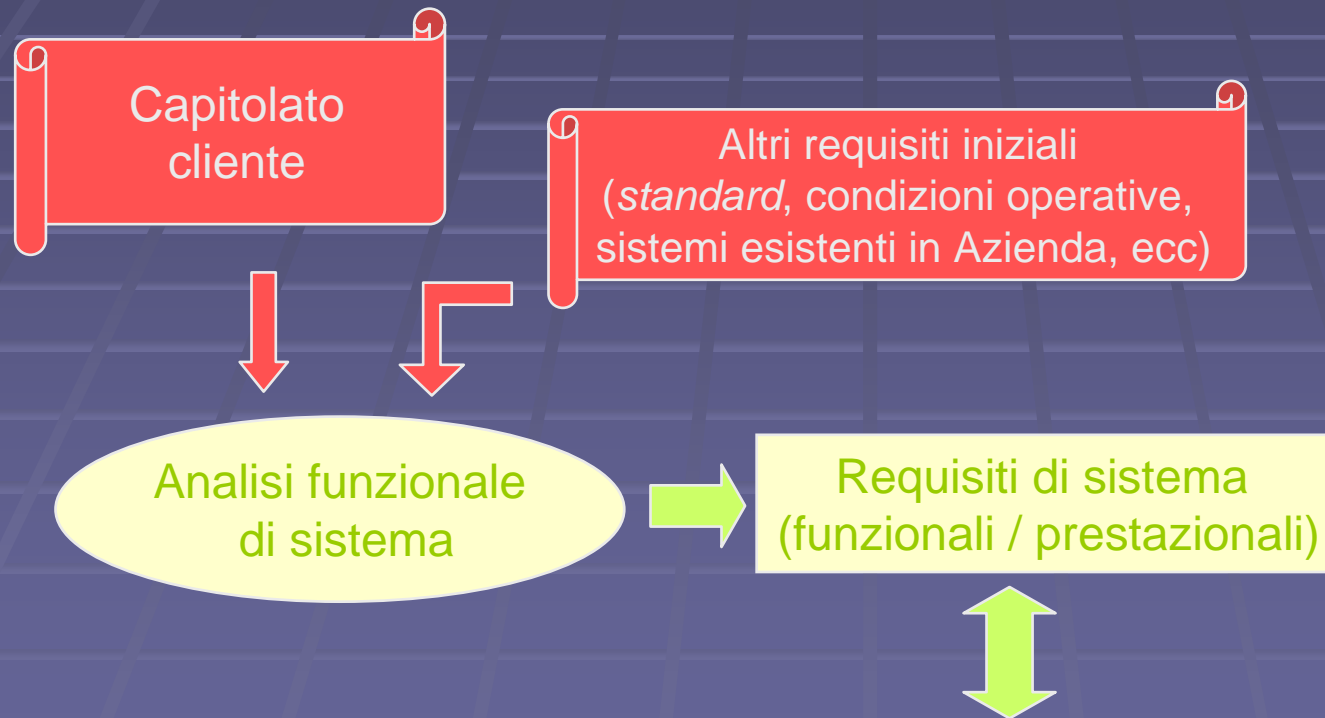 Capitolato
cliente
Altri requisiti iniziali
(standard, condizioni operative,
sistemi esistenti in Azienda, ecc)
Analisi funzionale
di sistema
Requisiti di sistema
(funzionali / prestazionali)